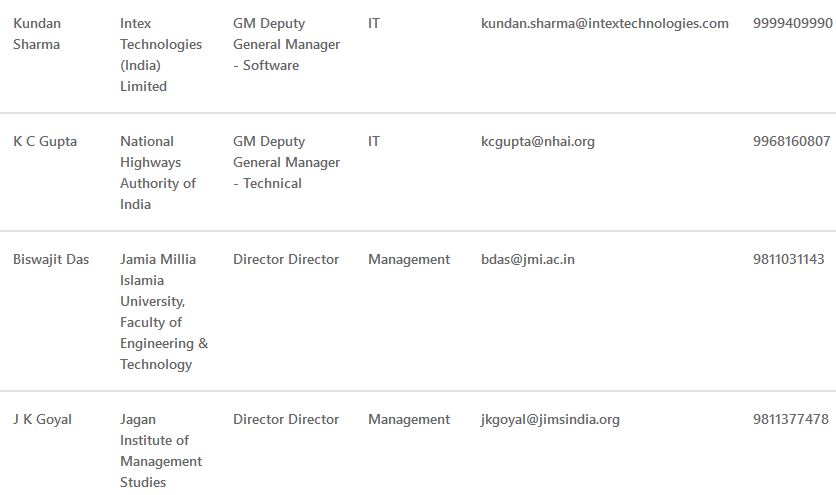 Kundan Sharma	Intex Technologies (India) Limited	GM Deputy General Manager - Software	IT	kundan.sharma@intextechnologies.com	9999409990
K C Gupta	National Highways Authority of India	GM Deputy General Manager - Technical	IT	kcgupta@nhai.org	9968160807
Biswajit Das	Jamia Millia Islamia University, Faculty of Engineering & Technology	Director Director	Management	bdas@jmi.ac.in	9811031143
J K Goyal	Jagan Institute of Management Studies	Director Director	Management	jkgoyal@jimsindia.org	9811377478